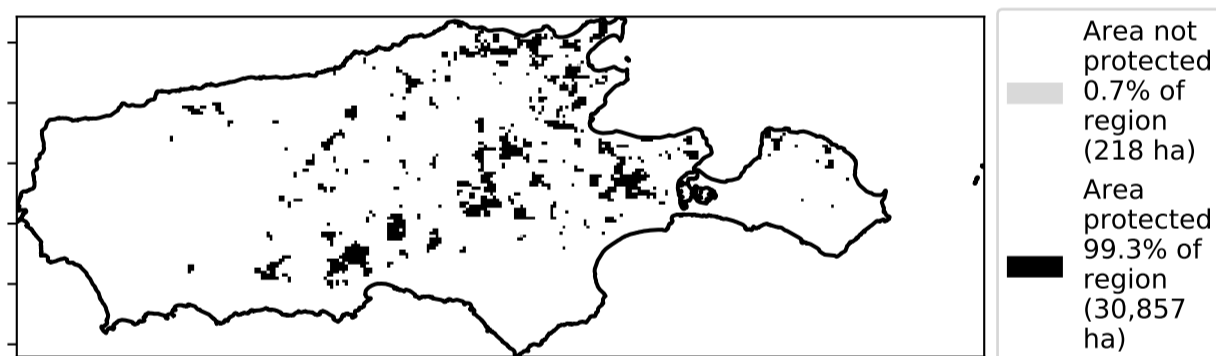 Area not
protected
0.7% of
region
(218 ha)
Area
protected
99.3% of
region
(30,857
ha)